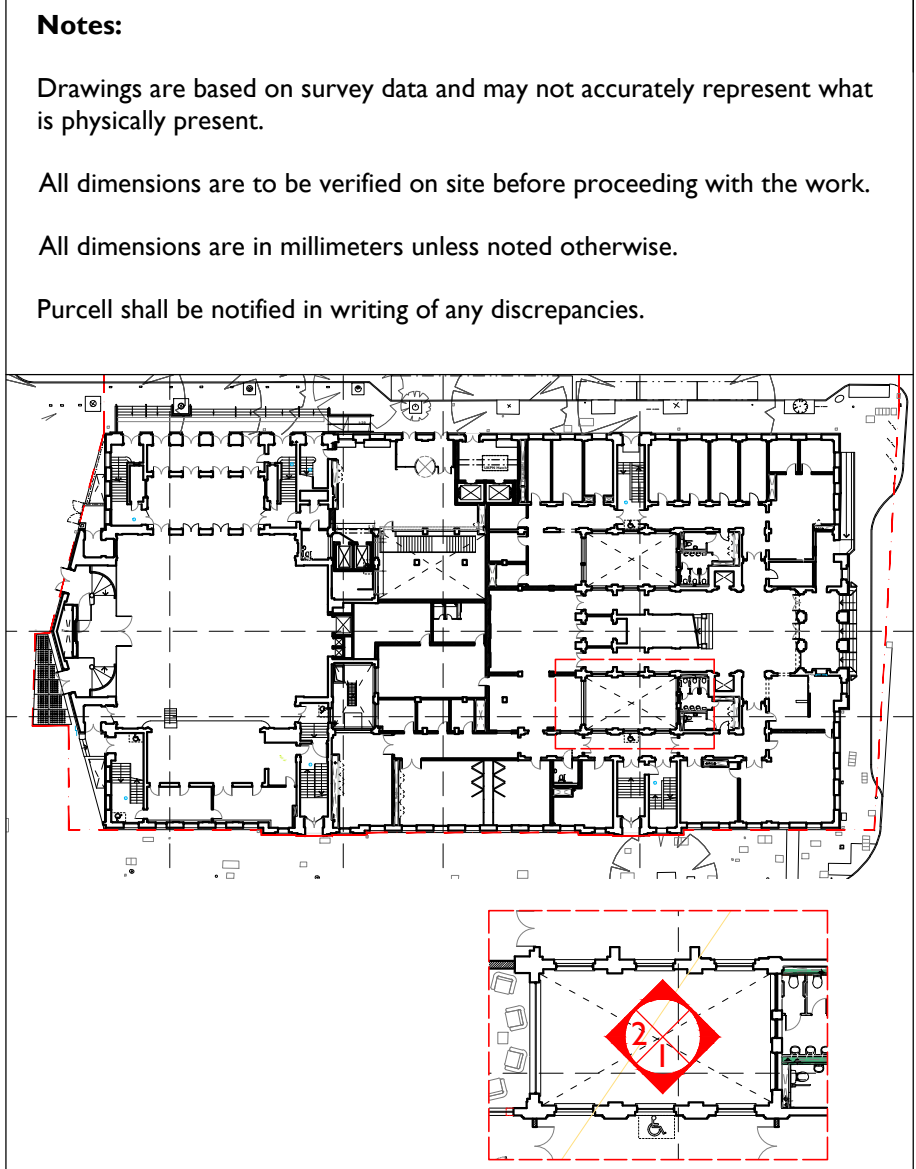 Notes:
Drawings are based on survey data and may not accurately represent what
is physically present.
All dimensions are to be verified on site before proceeding with the work.
All dimensions are in millimeters unless noted otherwise.
Purcell shall be notified in writing of any discrepancies.
2
1